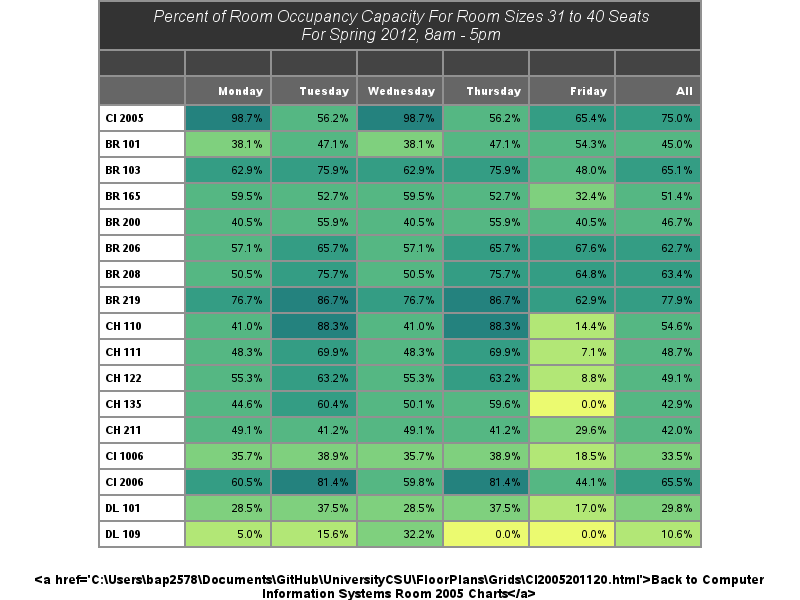 Percent of Room Occupancy Capacity For Room Sizes 31 to 40 Seats
For Spring 2012, 8am - 5pm
Monday Tuesday Wednesday Thursday Friday All
CI 2005 98.7% 56.2% 98.7% 56.2% 65.4% 75.0%
BR 101 38.1% 47.1% 38.1% 47.1% 54.3% 45.0%
BR 103 62.9% 75.9% 62.9% 75.9% 48.0% 65.1%
BR 165 59.5% 52.7% 59.5% 52.7% 32.4% 51.4%
BR 200 40.5% 55.9% 40.5% 55.9% 40.5% 46.7%
BR 206 57.1% 65.7% 57.1% 65.7% 67.6% 62.7%
BR 208 50.5% 75.7% 50.5% 75.7% 64.8% 63.4%
BR 219 76.7% 86.7% 76.7% 86.7% 62.9% 77.9%
CH 110 41.0% 88.3% 41.0% 88.3% 14.4% 54.6%
CH 111 48.3% 69.9% 48.3% 69.9% 7.1% 48.7%
CH 122 55.3% 63.2% 55.3% 63.2% 8.8% 49.1%
CH 135 44.6% 60.4% 50.1% 59.6% 0.0% 42.9%
CH 211 49.1% 41.2% 49.1% 41.2% 29.6% 42.0%
CI 1006 35.7% 38.9% 35.7% 38.9% 18.5% 33.5%
CI 2006 60.5% 81.4% 59.8% 81.4% 44.1% 65.5%
DL 101 28.5% 37.5% 28.5% 37.5% 17.0% 29.8%
DL 109 5.0% 15.6% 32.2% 0.0% 0.0% 10.6%
<a href='C:\Users\bap2578\Documents\GitHub\UniversityCSU\FloorPlans\Grids\CI2005201120.html'>Back to Computer
Information Systems Room 2005 Charts</a>